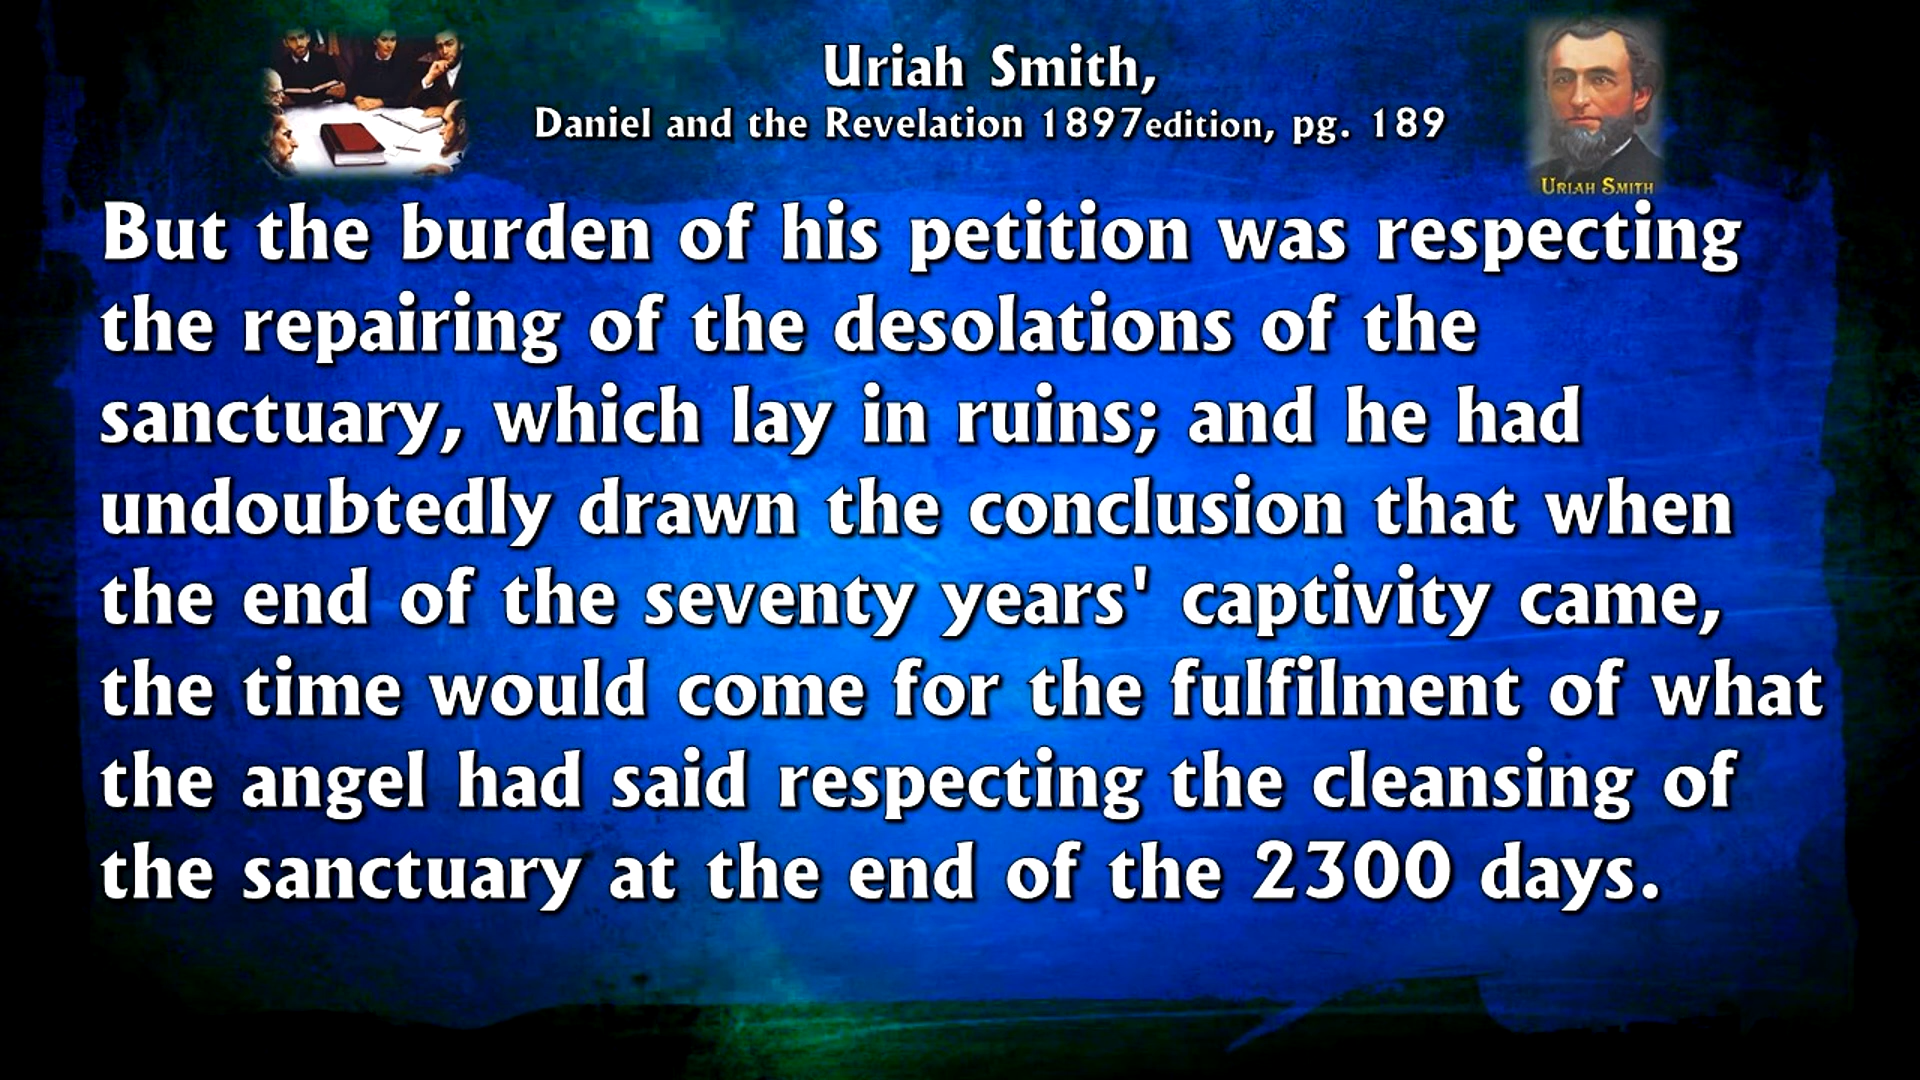 Uriah Smith,
Daniel and the Revelation 1897edition, pg. 189
Uriah Smith
But the burden of his petition was respecting
the repairing of the desolations of the
sanctuary, which lay in ruins; and he had
undoubtedly drawn the conclusion that when
the end of the seventy years' captivity came,
the time would come for the fulfilment of what
the angel had said respecting the cleansing of
the sanctuary at the end of the 2300 days.